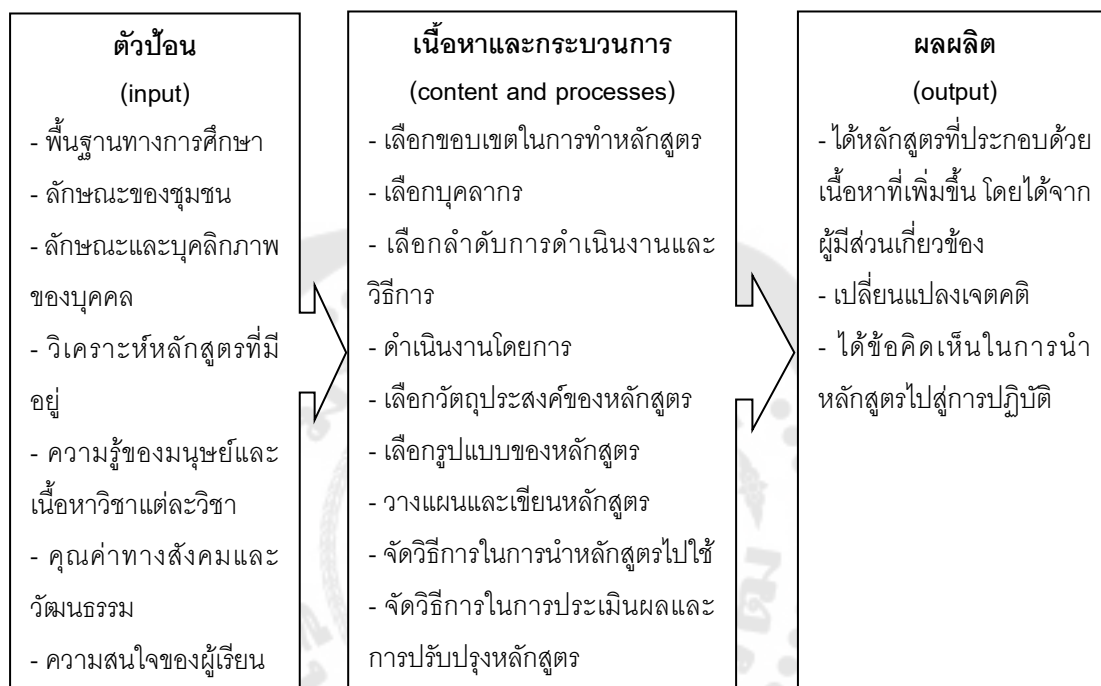 ตัวป้อน
(input)
- พื้นฐานทางการศึกษา
- ลักษณะของชุมชน
- ลักษณะและบุคลิกภาพ
ของบุคคล
- วิเคราะห์หลักสูตรที่มี
อยู่
- ความรู้ของมนุษย์และ
เนื้อหาวิชาแต่ละวิชา
- คุณค่าทางสังคมและ
วัฒนธรรม
- ความสนใจของผู้เรียน
เนื้อหาและกระบวนการ
(content and processes)
- เลือกขอบเขตในการทำหลักสูตร
- เลือกบุคลากร
- เลือกลำดับการดำเนินงานและ
วิธีการ
- ดำเนินงานโดยการ
- เลือกวัตถุประสงค์ของหลักสูตร
- เลือกรูปแบบของหลักสูตร
- วางแผนและเขียนหลักสูตร
- จัดวิธีการในการนำหลักสูตรไปใช้
- จัดวิธีการในการประเมินผลและ
การปรับปรุงหลักสูตร
ผลผลิต
(output)
- ได้หลักสูตรที่ประกอบด้วย
เนื้อหาที่เพิ่มขึ้น โดยได้จาก
ผู้มีส่วนเกี่ยวข้อง
- เปลี่ยนแปลงเจตคติ
- ได้ข้อคิดเห็นในการนำ
หลักสูตรไปสู่การปฏิบัติ